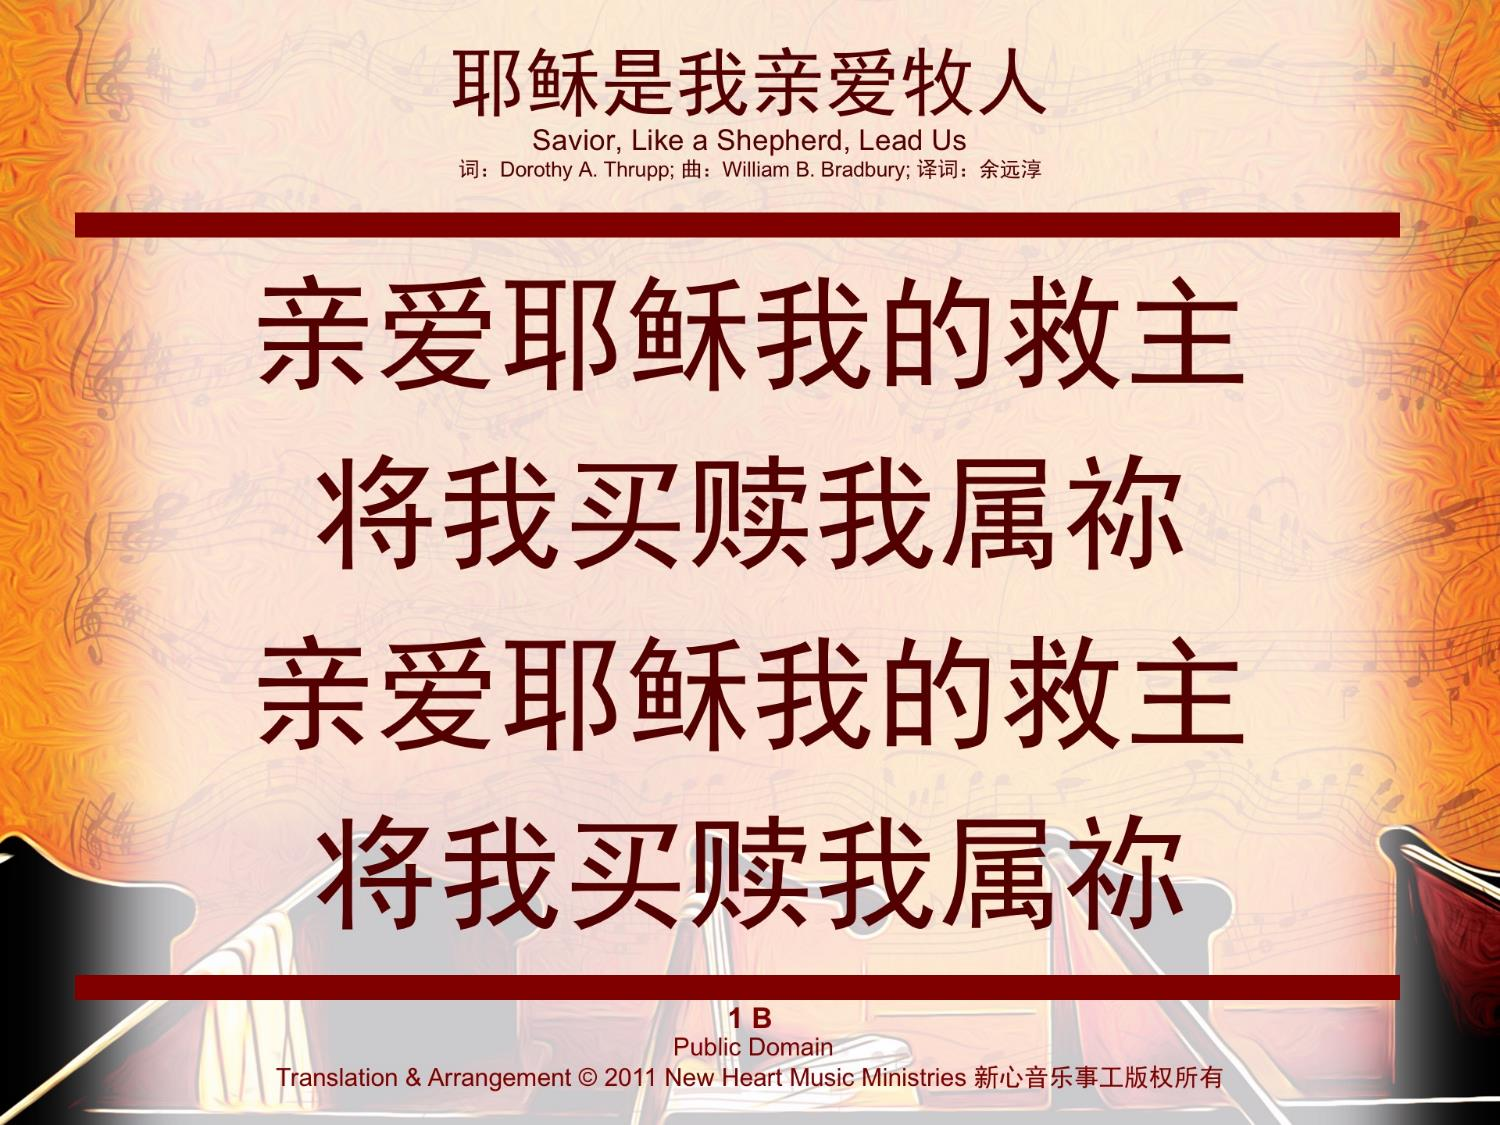 耶稣是我亲爱牧人
Savior, Like a Shepherd, Lead Us
词：Dorothy A. Thrupp; 曲：William B. Bradbury; 译词：余远淳
亲爱耶稣我的救主
将我买赎我属祢
亲爱耶稣我的救主
将我买赎我属祢
1 B
Public Domain
Translation & Arrangement © 2011 New Heart Music Ministries 新心音乐事工版权所有